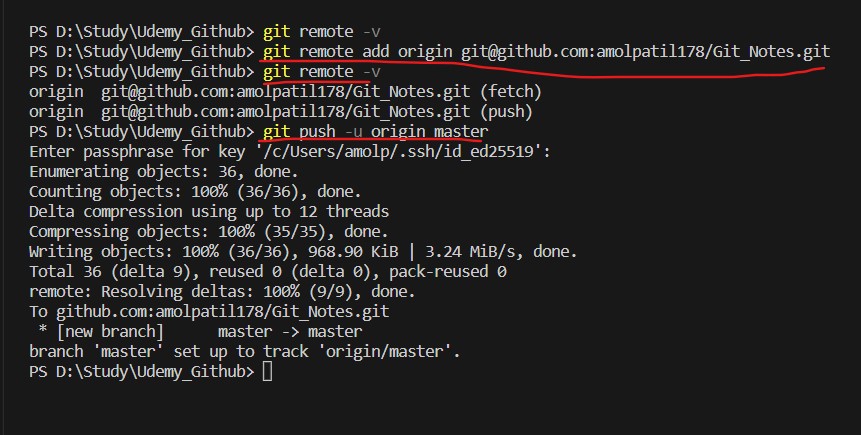 PS D:\Study\Udemy_Github> git remote -v
PS D:\Study\Udemy_Github> git remote add origin git@github.com:amolpatil178/Git_Notes.git
PS D:\Study\Udemy_Github> git remote -v
origin  git@github.com:amolpatil178/Git_Notes.git (fetch)
origin  git@github.com:amolpatil178/Git_Notes.git (push)
PS D:\Study\Udemy_Github> git push -u origin master
Enter passphrase for key '/c/Users/amolp/.ssh/id_ed25519':
Enumerating objects: 36, done.
Counting objects: 100% (36/36), done.
Delta compression using up to 12 threads
Compressing objects: 100% (35/35), done.
Writing objects: 100% (36/36), 968.90 KiB | 3.24 MiB/s, done.
Total 36 (delta 9), reused 0 (delta 0), pack-reused 0
remote: Resolving deltas: 100% (9/9), done.
To github.com:amolpatil178/Git_Notes.git
 * [new branch]      master -> master
branch 'master' set up to track 'origin/master'.
PS D:\Study\Udemy_Github>